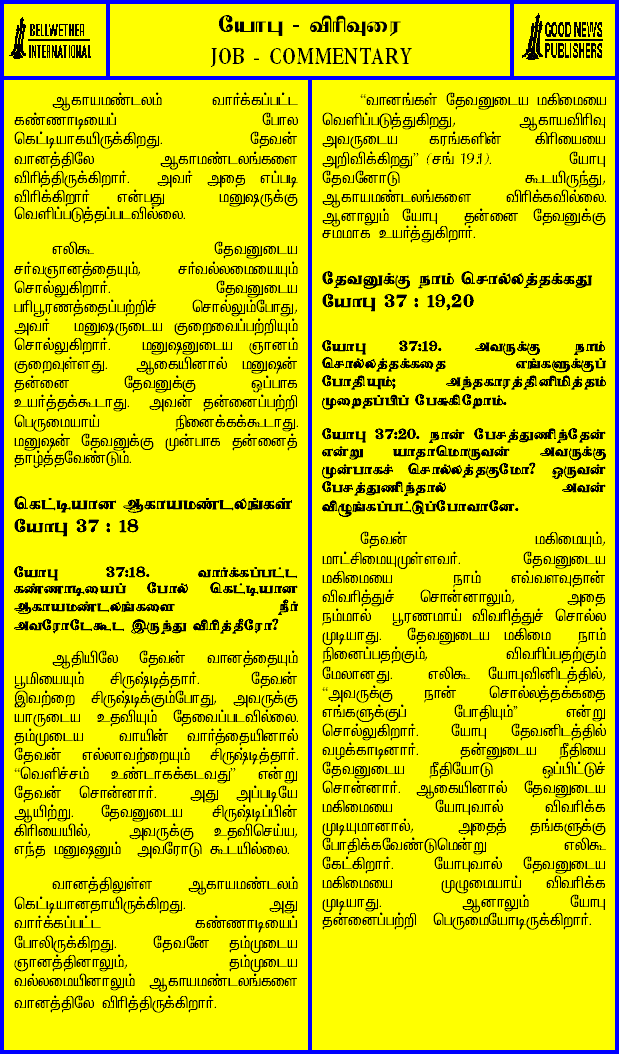 BELLWETHER
INTERNATIONAL
யோபு - விரிவுரை
JOB - COMMENTARY
GOOD NEWS
PUBLISHERS
ஆகாயமண்டலம் வார்க்கப்பட்ட
கண்ணாடியைப் போல
கெட்டியாகயிருக்கிறது. தேவன்
வானத்திலே ஆகாமண்டலங்களை
விரித்திருக்கிறார். அவர் அதை எப்படி
விரிக்கிறார் என்பது மனுஷருக்கு
வெளிப்படுத்தப்படவில்லை.
எலிகூ தேவனுடைய
சர்வஞானத்தையும், சர்வல்லமையையும்
சொல்லுகிறார். தேவனுடைய
பரிபூரணத்தைப்பற்றிச் சொல்லும்போது,
அவர் மனுஷருடைய குறைவைப்பற்றியும்
சொல்லுகிறார். மனுஷனுடைய ஞானம்
குறைவுள்ளது. ஆகையினால் மனுஷன்
தன்னை தேவனுக்கு ஒப்பாக
உயர்த்தக்கூடாது. அவன் தன்னைப்பற்றி
பெருமையாய் நினைக்கக்கூடாது.
மனுஷன் தேவனுக்கு முன்பாக தன்னைத்
தாழ்த்தவேண்டும்.
கெட்டியான ஆகாயமண்டலங்கள்
யோபு 37 : 18
யோபு 37:18. வார்க்கப்பட்ட
கண்ணாடியைப் போல் கெட்டியான
ஆகாயமண்டலங்களை நீர்
அவரோடேகூட இருந்து விரித்தீரோ?
ஆதியிலே தேவன் வானத்தையும்
பூமியையும் சிருஷ்டித்தார். தேவன்
இவற்றை சிருஷ்டிக்கும்போது, அவருக்கு
யாருடைய உதவியும் தேவைப்படவில்லை.
தம்முடைய வாயின் வார்த்தையினால்
தேவன் எல்லாவற்றையும் சிருஷ்டித்தார்.
“வெளிச்சம் உண்டாகக்கடவது” என்று
தேவன் சொன்னார். அது அப்படியே
ஆயிற்று. தேவனுடைய சிருஷ்டிப்பின்
கிரியையில், அவருக்கு உதவிசெய்ய,
எந்த மனுஷனும் அவரோடு கூடயில்லை.
வானத்திலுள்ள ஆகாயமண்டலம்
கெட்டியானதாயிருக்கிறது. அது
வார்க்கப்பட்ட கண்ணாடியைப்
போலிருக்கிறது. தேவனே தம்முடைய
ஞானத்தினாலும், தம்முடைய
வல்லமையினாலும் ஆகாயமண்டலங்களை
வானத்திலே விரித்திருக்கிறார்.
“வானங்கள் தேவனுடைய மகிமையை
வெளிப்படுத்துகிறது, ஆகாயவிரிவு
அவருடைய கரங்களின் கிரியையை
அறிவிக்கிறது” (சங் 19:1). யோபு
தேவனோடு கூடயிருந்து,
ஆகாயமண்டலங்களை விரிக்கவில்லை.
ஆனாலும் யோபு தன்னை தேவனுக்கு
சமமாக உயர்த்துகிறார்.
தேவனுக்கு நாம் சொல்லத்தக்கது
யோபு 37 : 19,20
யோபு 37:19. அவருக்கு நாம்
சொல்லத்தக்கதை எங்களுக்குப்
போதியும்; அந்தகாரத்தினிமித்தம்
முறைதப்பிப் பேசுகிறோம்.
யோபு 37:20. நான் பேசத்துணிந்தேன்
என்று யாதாமொருவன் அவருக்கு
முன்பாகச் சொல்லத்தகுமோ? ஒருவன்
பேசத்துணிந்தால் அவன்
விழுங்கப்பட்டுப்போவானே.
தேவன் மகிமையும்,
மாட்சிமையுமுள்ளவர். தேவனுடைய
மகிமையை நாம் எவ்வளவுதான்
விவரித்துச் சொன்னாலும், அதை
நம்மால் பூரணமாய் விவரித்துச் சொல்ல
முடியாது. தேவனுடைய மகிமை நாம்
நினைப்பதற்கும், விவரிப்பதற்கும்
மேலானது. எலிகூ யோபுவினிடத்தில்,
“அவருக்கு நான் சொல்லத்தக்கதை
எங்களுக்குப் போதியும்” என்று
சொல்லுகிறார். யோபு தேவனிடத்தில்
வழக்காடினார். தன்னுடைய நீதியை
தேவனுடைய நீதியோடு ஒப்பிட்டுச்
சொன்னார். ஆகையினால் தேவனுடைய
மகிமையை யோபுவால் விவரிக்க
முடியுமானால், அதைத் தங்களுக்கு
போதிக்கவேண்டுமென்று எலிகூ
கேட்கிறார். யோபுவால் தேவனுடைய
மகிமையை முழுமையாய் விவரிக்க
முடியாது. ஆனாலும் யோபு
தன்னைப்பற்றி பெருமையோடிருக்கிறார்.